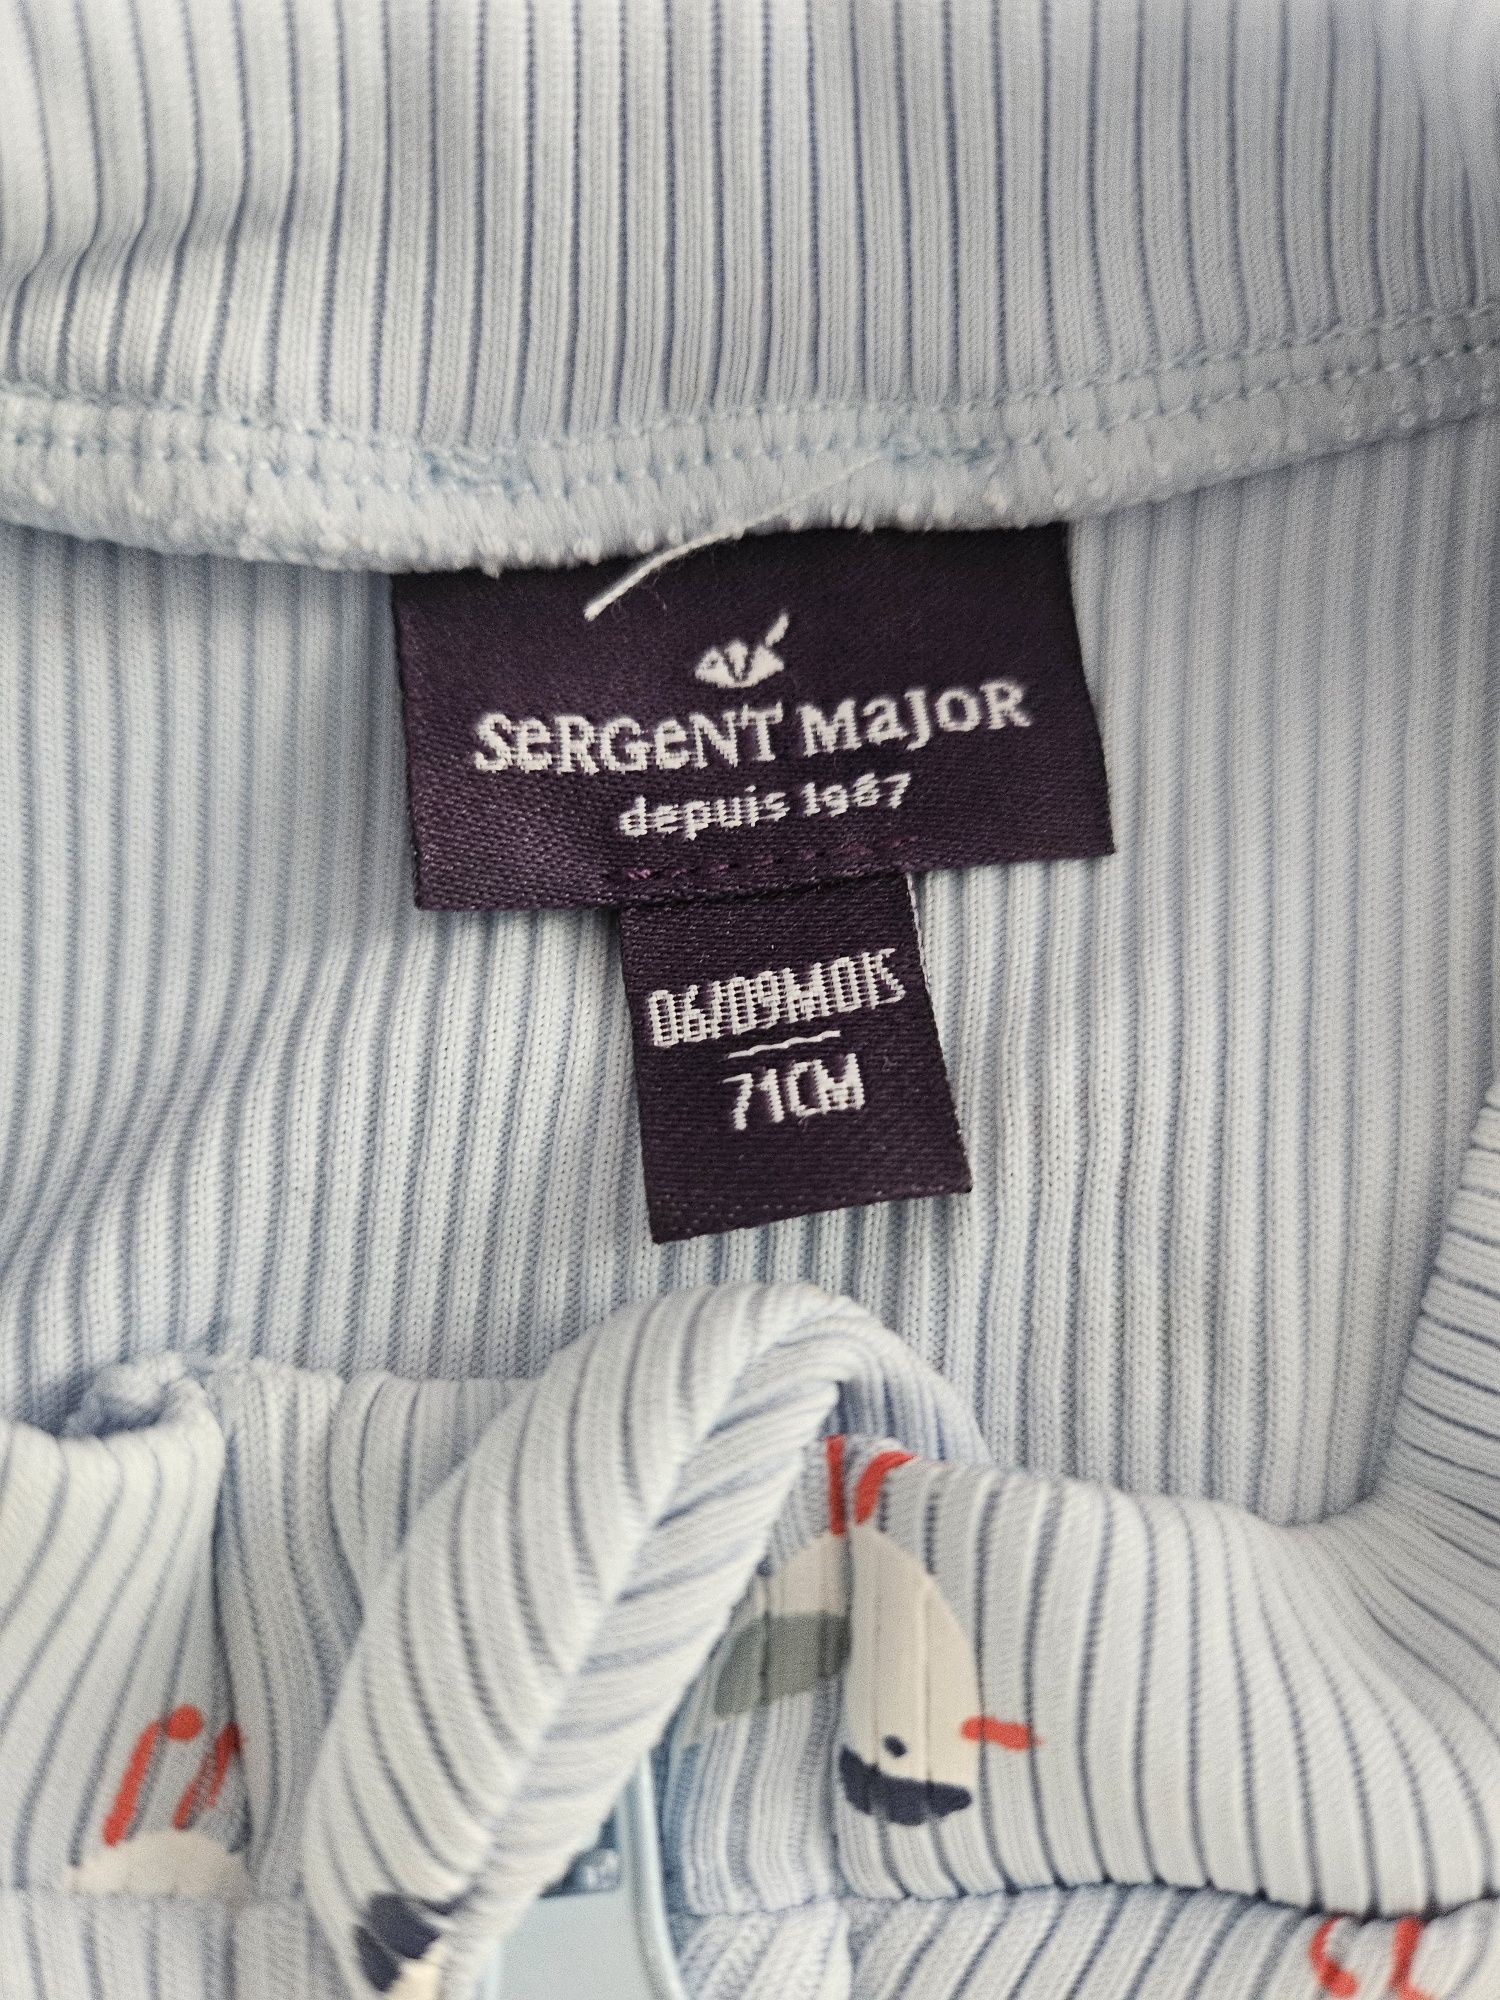 SeRGeNT MaJOR
depuis 1987
06/09MOIS
71CM